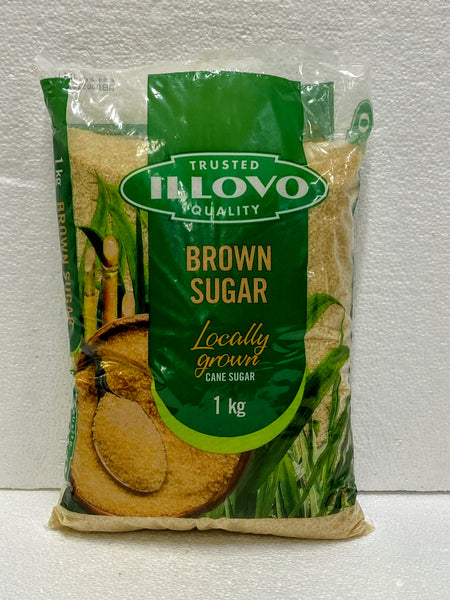 TRUSTED
ILLOVO
QUALITY
BROWN
SUGAR
Locally
grown
CANE SUGAR
1 kg
1 kg BROWN SUGAR